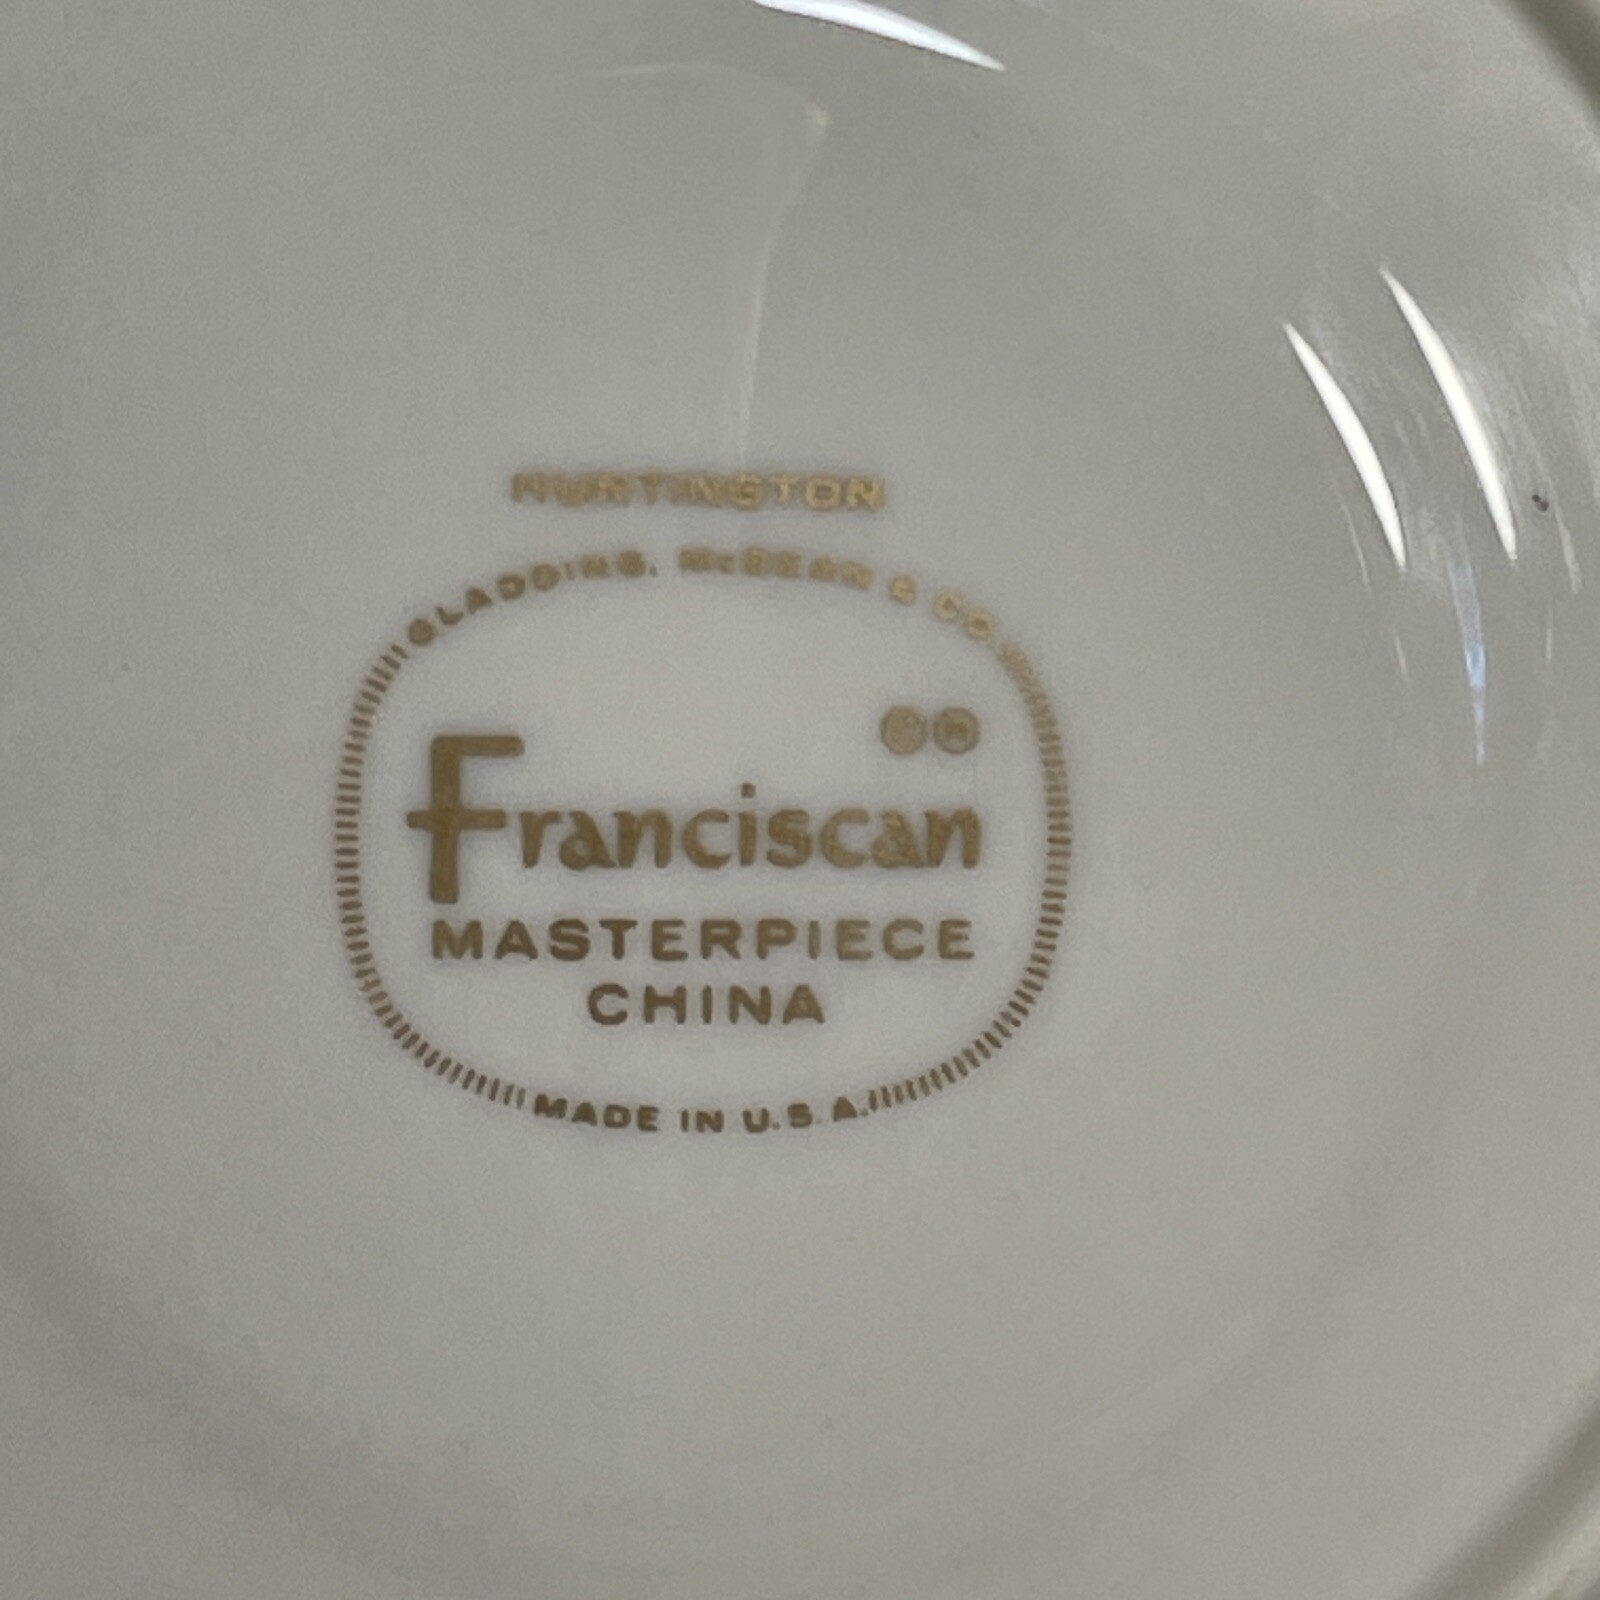 HUNTINGTON
GLADDING, McBEAN & CO.
©®
Franciscan
MASTERPIECE
CHINA
MADE IN U.S.A.